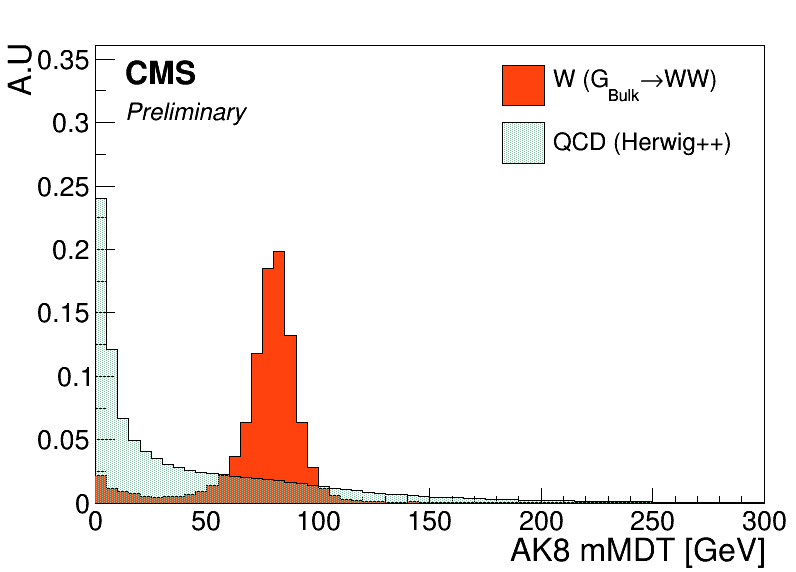 A.U
CMS
Preliminary
W (G_Bulk→WW)
QCD (Herwig++)
0.35
0.3
0.25
0.2
0.15
0.1
0.05
0
0 50 100 150 200 250 300
AK8 mMDT [GeV]